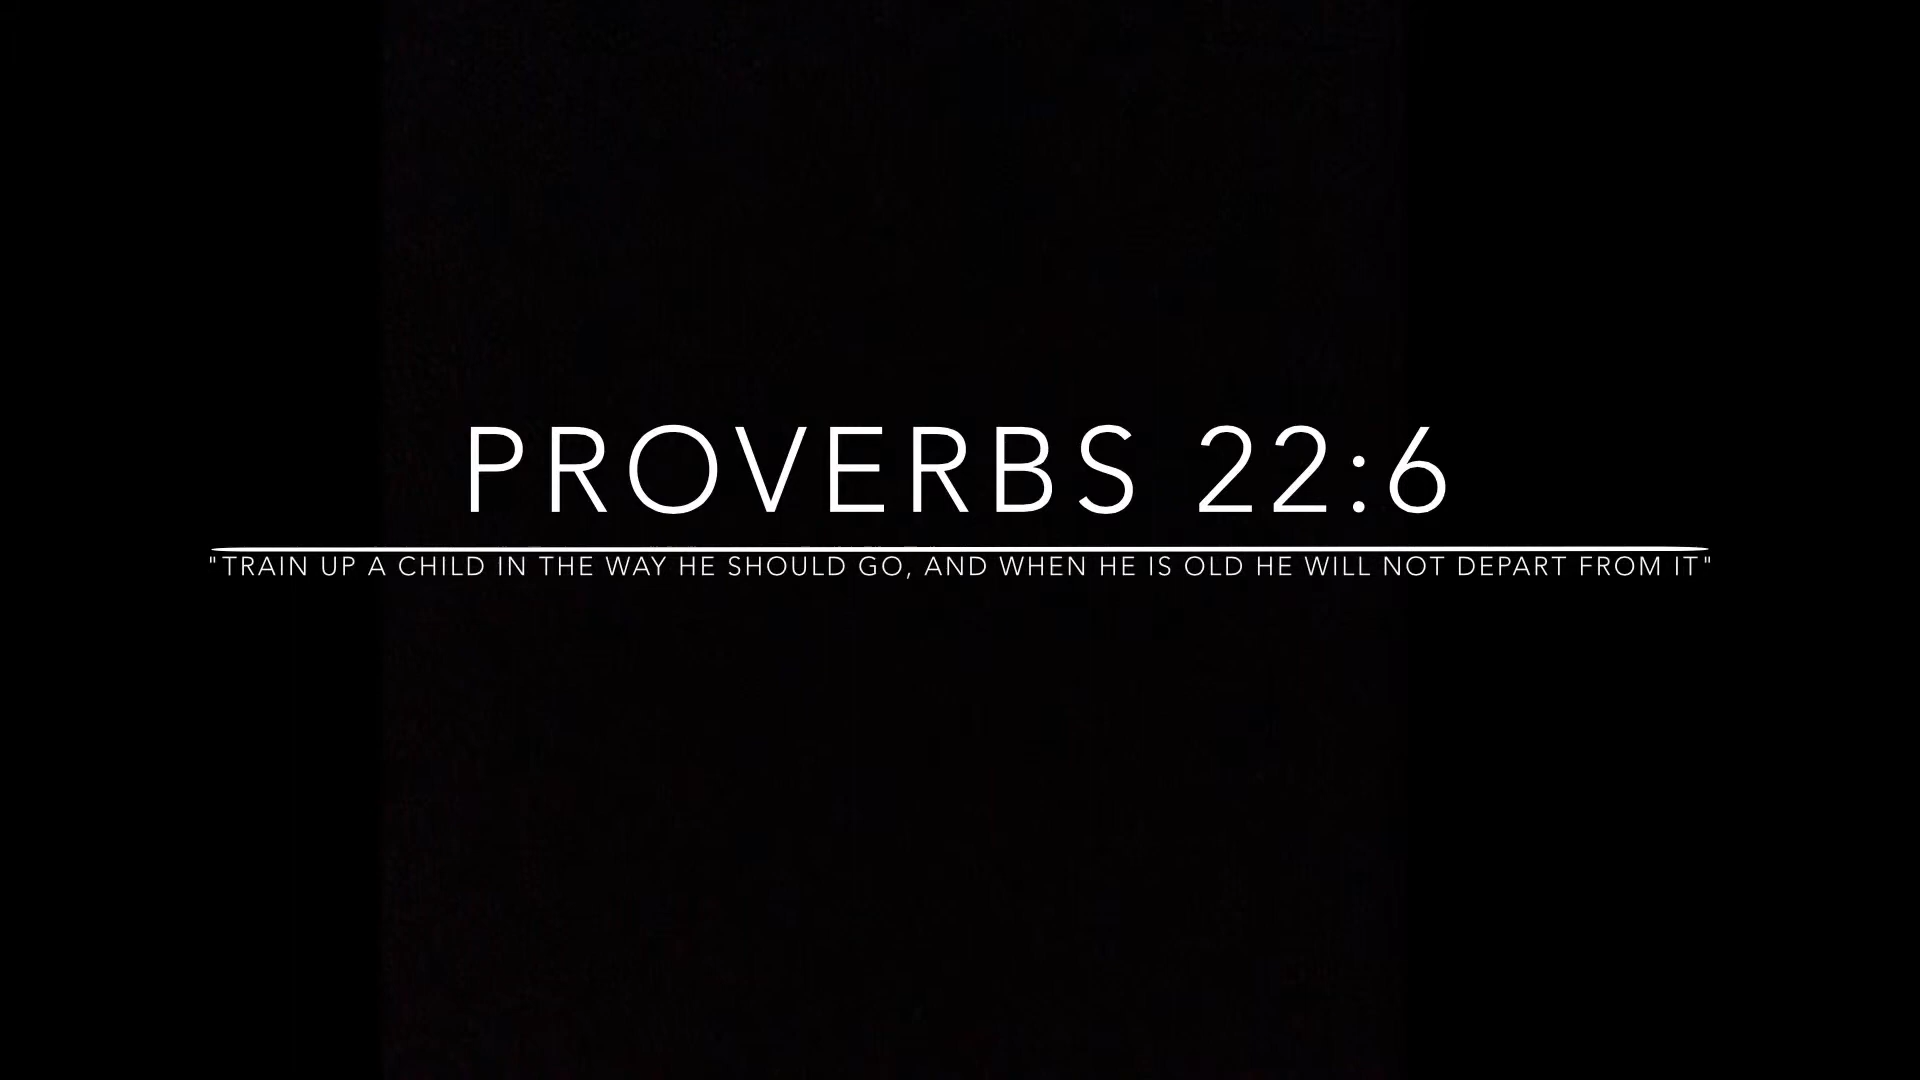 PROVERBS 22:6
"TRAIN UP A CHILD IN THE WAY HE SHOULD GO, AND WHEN HE IS OLD HE WILL NOT DEPART FROM IT"